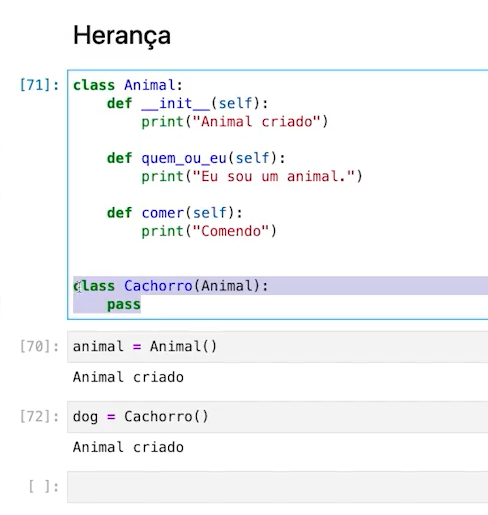 Herança
[71]: class Animal:
def __init__(self):
print("Animal criado")
def quem_ou_eu(self):
print("Eu sou um animal.")
def comer(self):
print("Comendo")
class Cachorro(Animal):
pass
[70]: animal = Animal()
Animal criado
[72]: dog = Cachorro()
Animal criado
[ ]: